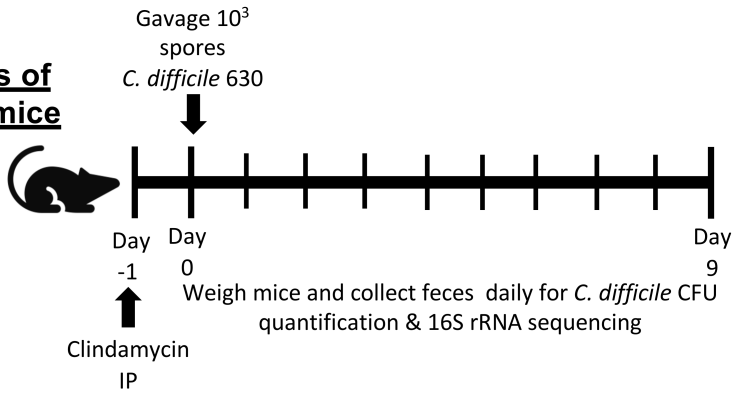 Gavage 10³
spores
C. difficile 630
of
mice
Day
-1
Day
0
Day
9
Weigh mice and collect feces daily for C. difficile CFU
quantification & 16S rRNA sequencing
Clindamycin
IP